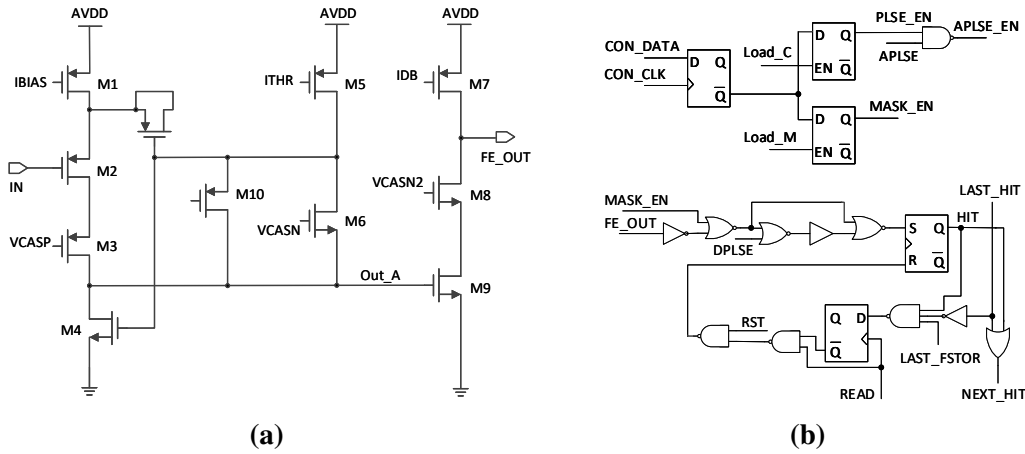 AVDD
AVDD
AVDD
IBIAS
M1
ITHR
M5
IDB
M7
IN
M2
M10
FE_OUT
VCASP
M3
VCASN
M6
VCASN2
M8
Out_A
M9
M4
(a)
CON_DATA
CON_CLK
D Q
Q
Load_C
D Q
EN Q
PLSE_EN
APLSE
APLSE_EN
Load_M
D Q
EN Q
MASK_EN
MASK_EN
FE_OUT
DPLSE
S Q
R Q
HIT
LAST_HIT
RST
Q D
Q
LAST_FSTOR
READ
NEXT_HIT
(b)